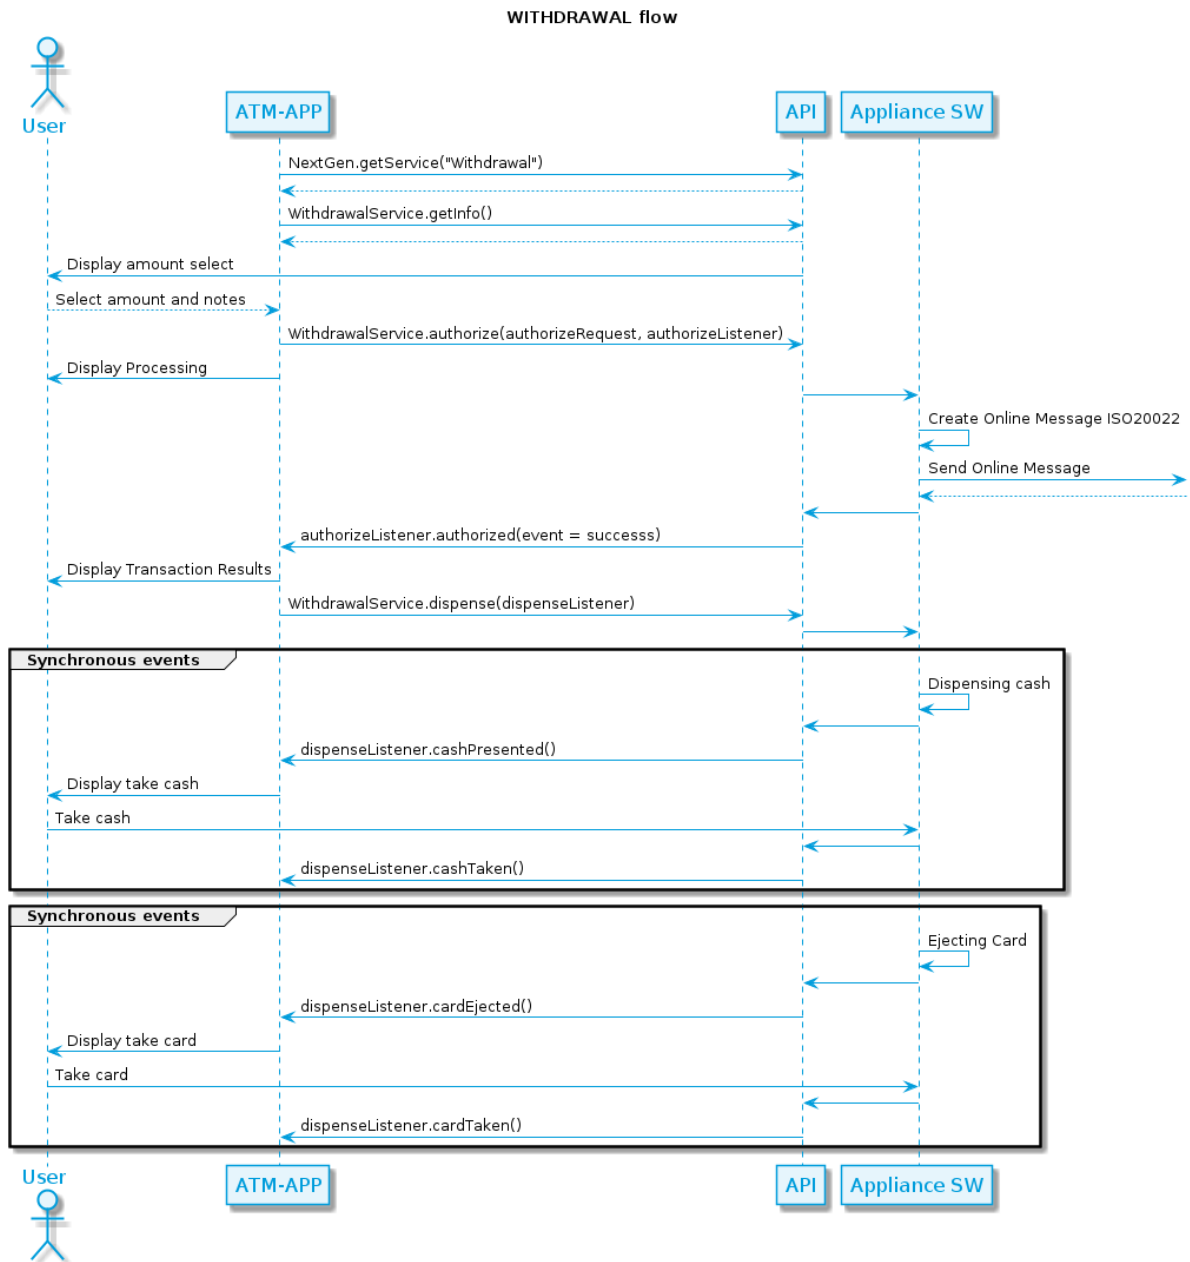 WITHDRAWAL flow
User
ATM-APP
API
Appliance SW
NextGen.getService("Withdrawal")
WithdrawalService.getInfo()
Display amount select
Select amount and notes
WithdrawalService.authorize(authorizeRequest, authorizeListener)
Display Processing
Create Online Message ISO20022
Send Online Message
authorizeListener.authorized(event = successs)
Display Transaction Results
WithdrawalService.dispense(dispenseListener)
Synchronous events
Dispensing cash
dispenseListener.cashPresented()
Display take cash
Take cash
dispenseListener.cashTaken()
Synchronous events
Ejecting Card
dispenseListener.cardEjected()
Display take card
Take card
dispenseListener.cardTaken()
User
ATM-APP
API
Appliance SW